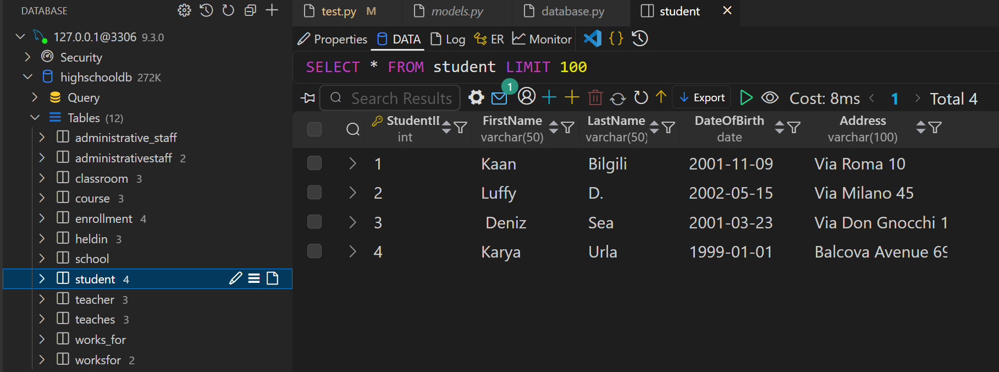 DATABASE
127.0.0.1@3306 9.3.0
Security
highschooldb 272K
Query
Tables (12)
administrative_staff
administrativestaff 2
classroom 3
course 3
enrollment 4
heldin 3
school
student 4
teacher 3
teaches 3
works_for
worksfor 2
test.py M
models.py
database.py
student
Properties DATA Log ER Monitor
SELECT * FROM student LIMIT 100
Search Results 1 Export Cost: 8ms 1 Total 4
StudentII FirstName LastName DateOfBirth Address
int varchar(50) varchar(50) date varchar(100)
1 Kaan Bilgili 2001-11-09 Via Roma 10
2 Luffy D. 2002-05-15 Via Milano 45
3 Deniz Sea 2001-03-23 Via Don Gnocchi 1
4 Karya Urla 1999-01-01 Balcova Avenue 69